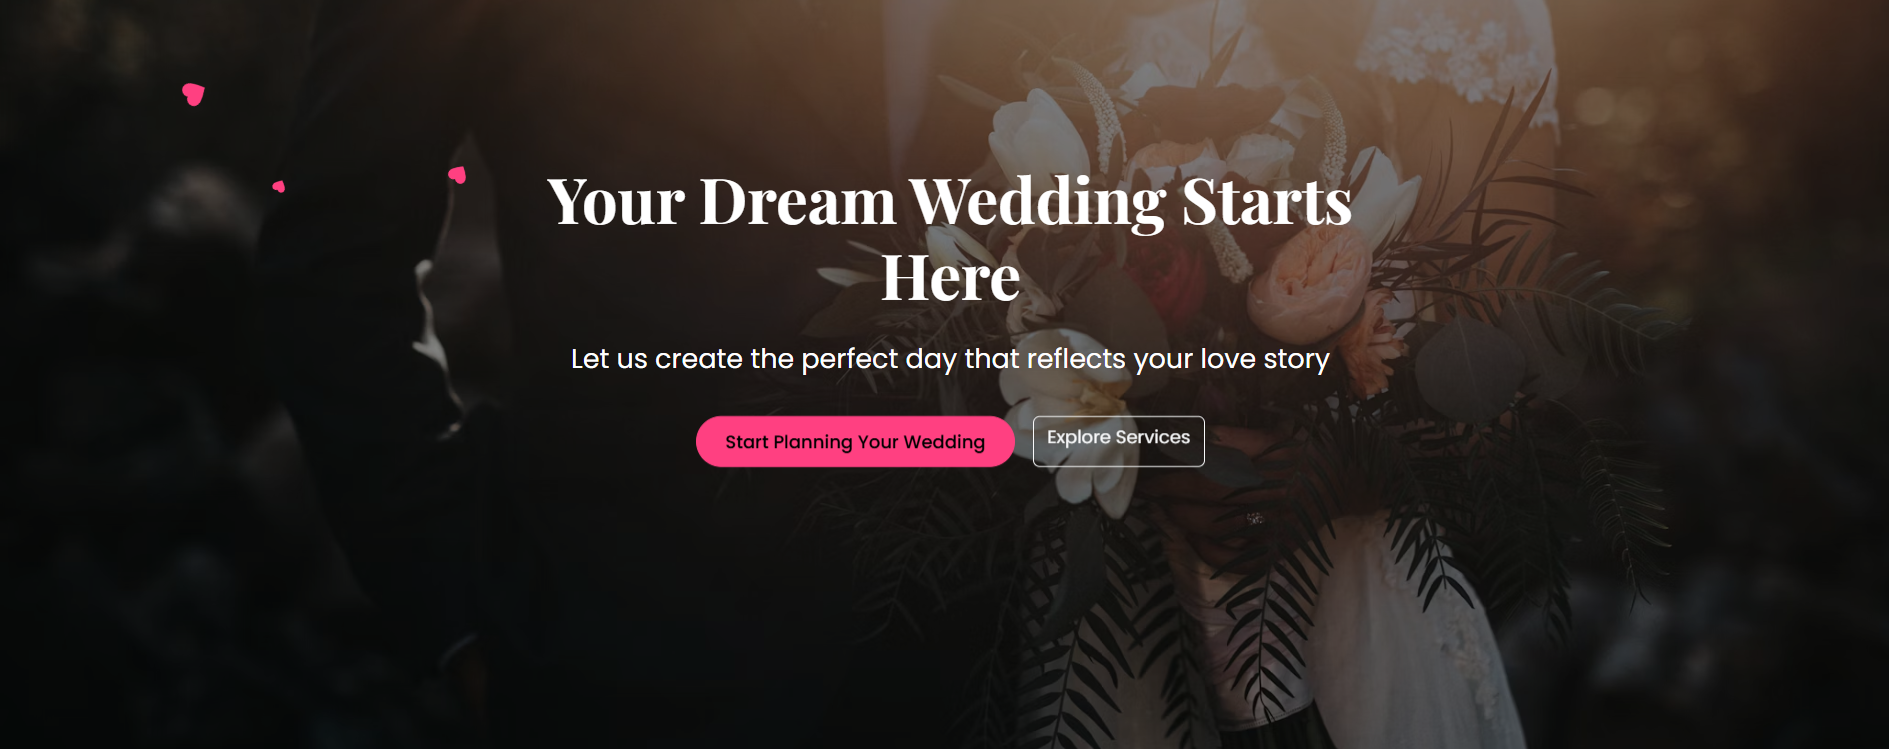 Your Dream Wedding Starts
Here
Let us create the perfect day that reflects your love story
Start Planning Your Wedding
Explore Services